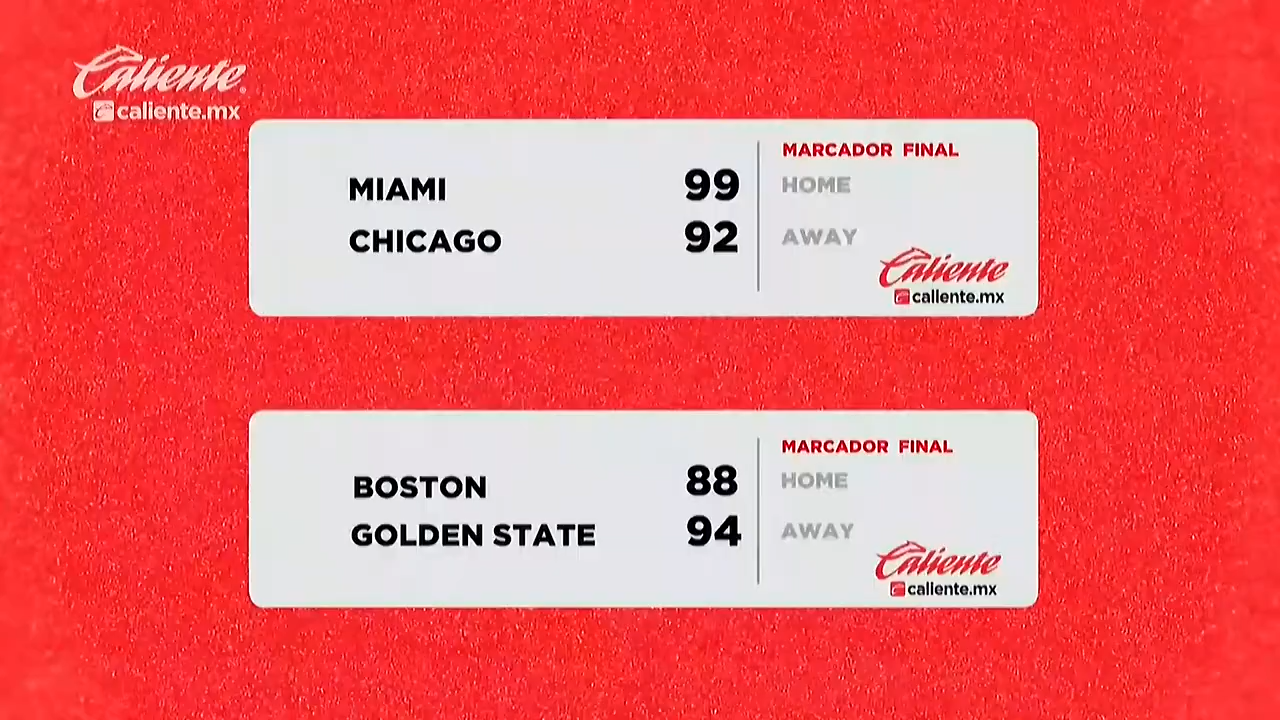 Caliente
caliente.mx
MARCADOR FINAL
MIAMI 99 HOME
CHICAGO 92 AWAY
Caliente
caliente.mx
MARCADOR FINAL
BOSTON 88 HOME
GOLDEN STATE 94 AWAY
Caliente
caliente.mx